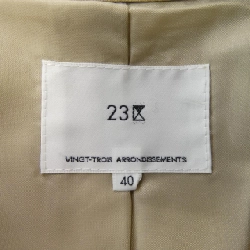 23区
VINGT-TROIS ARRONDISSEMENTS
40